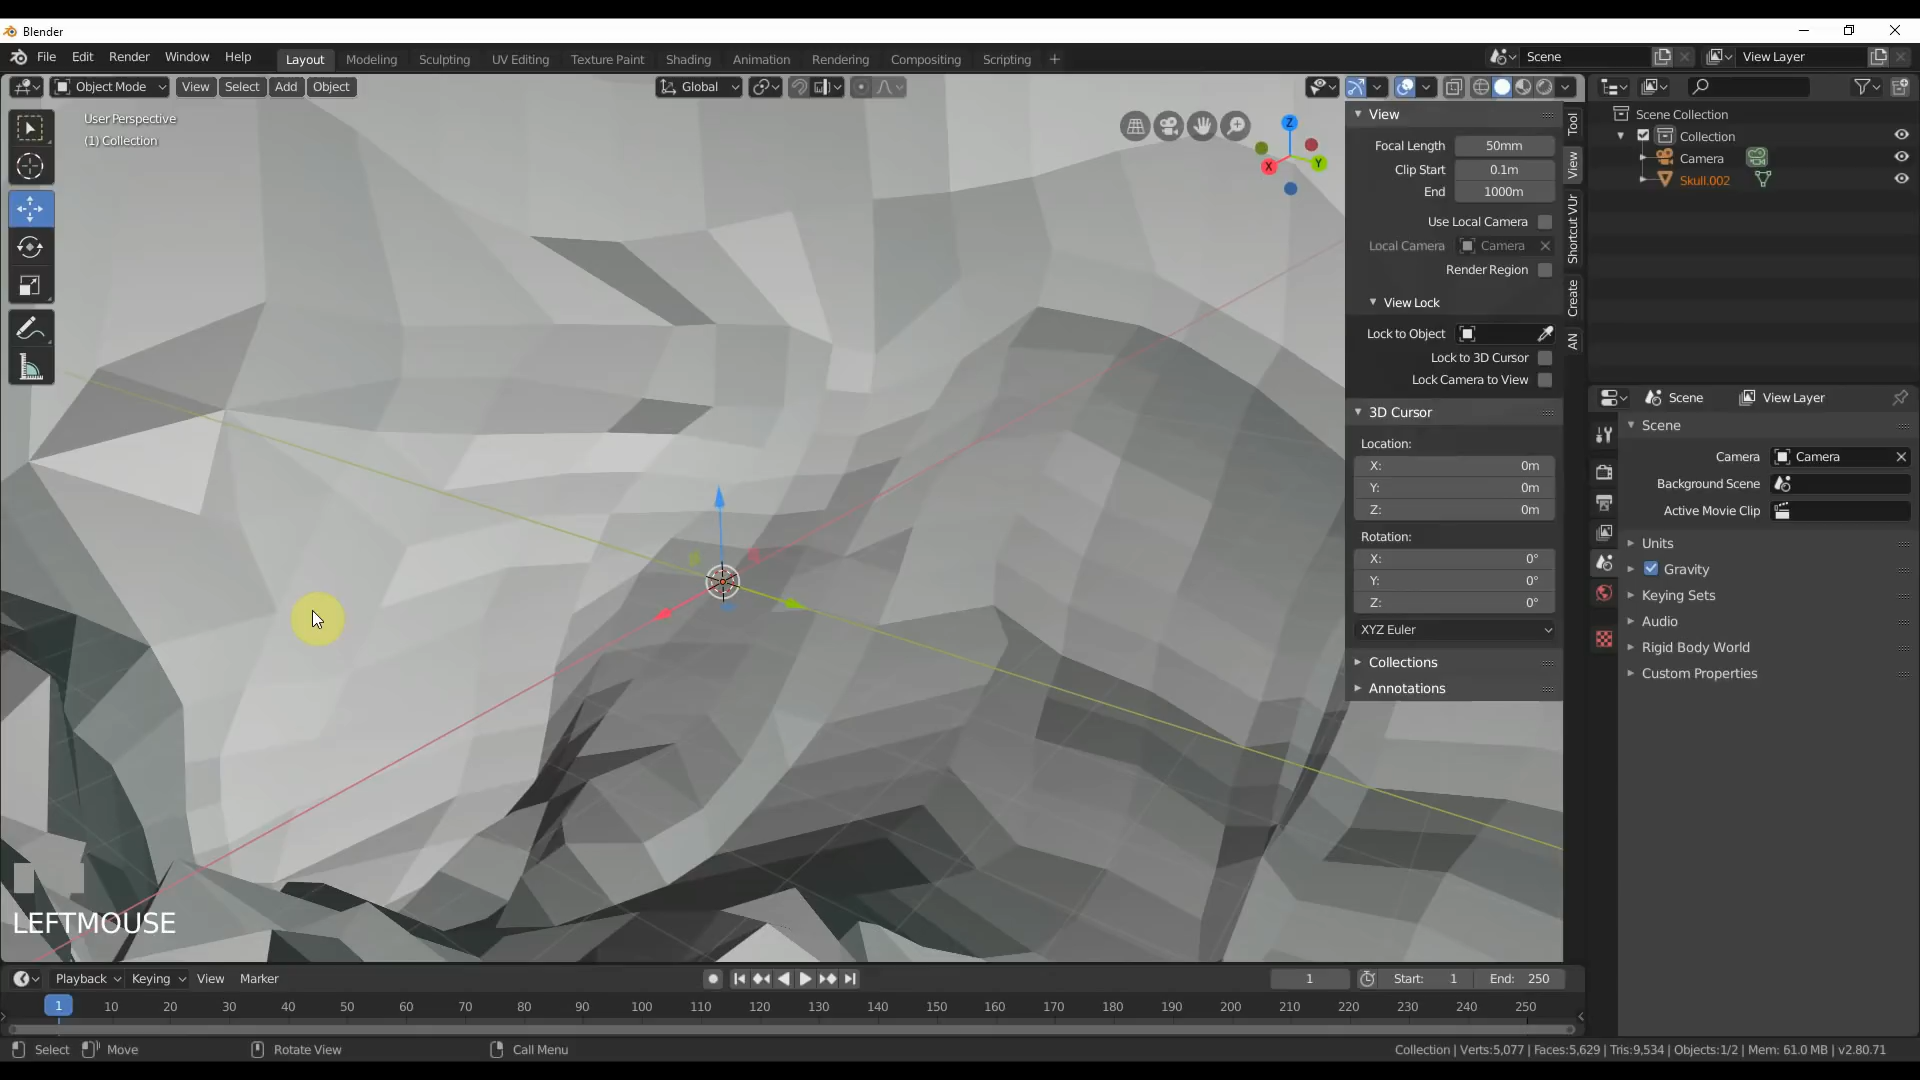 Blender
File Edit Render Window Help Layout Modeling Sculpting UV Editing Texture Paint Shading Animation Rendering Compositing Scripting + Scene View Layer
Object Mode View Select Add Object Global
User Perspective
(1) Collection
Z
X
Y
View
Focal Length 50mm
Clip Start 0.1m
End 1000m
Use Local Camera
Local Camera Camera
Render Region
View Lock
Lock to Object
Lock to 3D Cursor
Lock Camera to View
3D Cursor
Location:
X: 0m
Y: 0m
Z: 0m
Rotation:
X: 0°
Y: 0°
Z: 0°
XYZ Euler
Collections
Annotations
Tool
View
Shortcut VUr
Create
AN
Scene Collection
Collection
Camera
Skull.002
Scene View Layer
Scene
Camera Camera
Background Scene
Active Movie Clip
Units
Gravity
Keying Sets
Audio
Rigid Body World
Custom Properties
LEFTMOUSE
Playback Keying View Marker 1 Start: 1 End: 250
1 10 20 30 40 50 60 70 80 90 100 110 120 130 140 150 160 170 180 190 200 210 220 230 240 250
Select Move Rotate View Call Menu Collection | Verts:5,077 | Faces:5,629 | Tris:9,534 | Objects:1/2 | Mem: 61.0 MB | v2.80.71